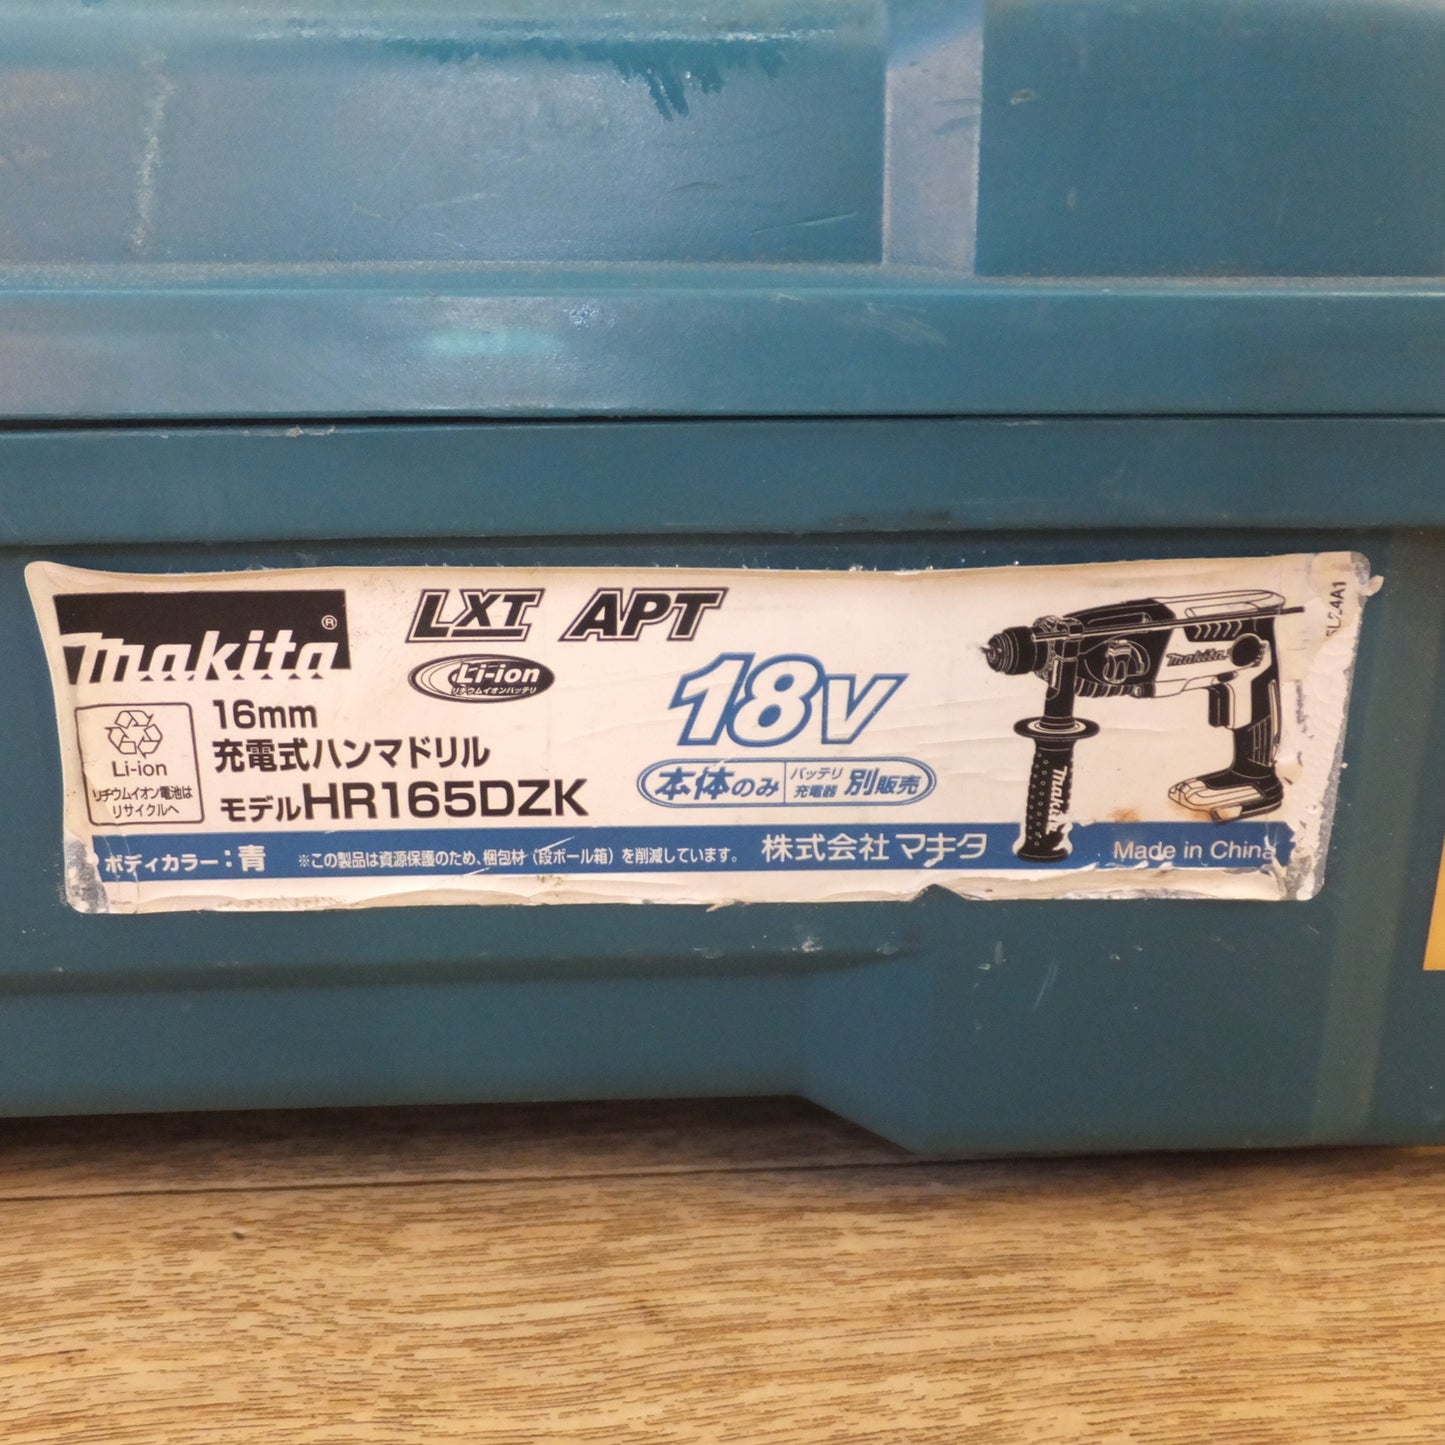 makita®
LXT APT
Li-ion
リチウムイオンバッテリ
Li-ion
リチウムイオン電池は
リサイクルへ
16mm
充電式ハンマドリル
モデルHR165DZK
18V
本体のみ バッテリ 充電器 別販売
makita
makita
ボディカラー：青 ※この製品は資源保護のため、梱包材（段ボール箱）を削減しています。 株式会社 マキタ Made in China